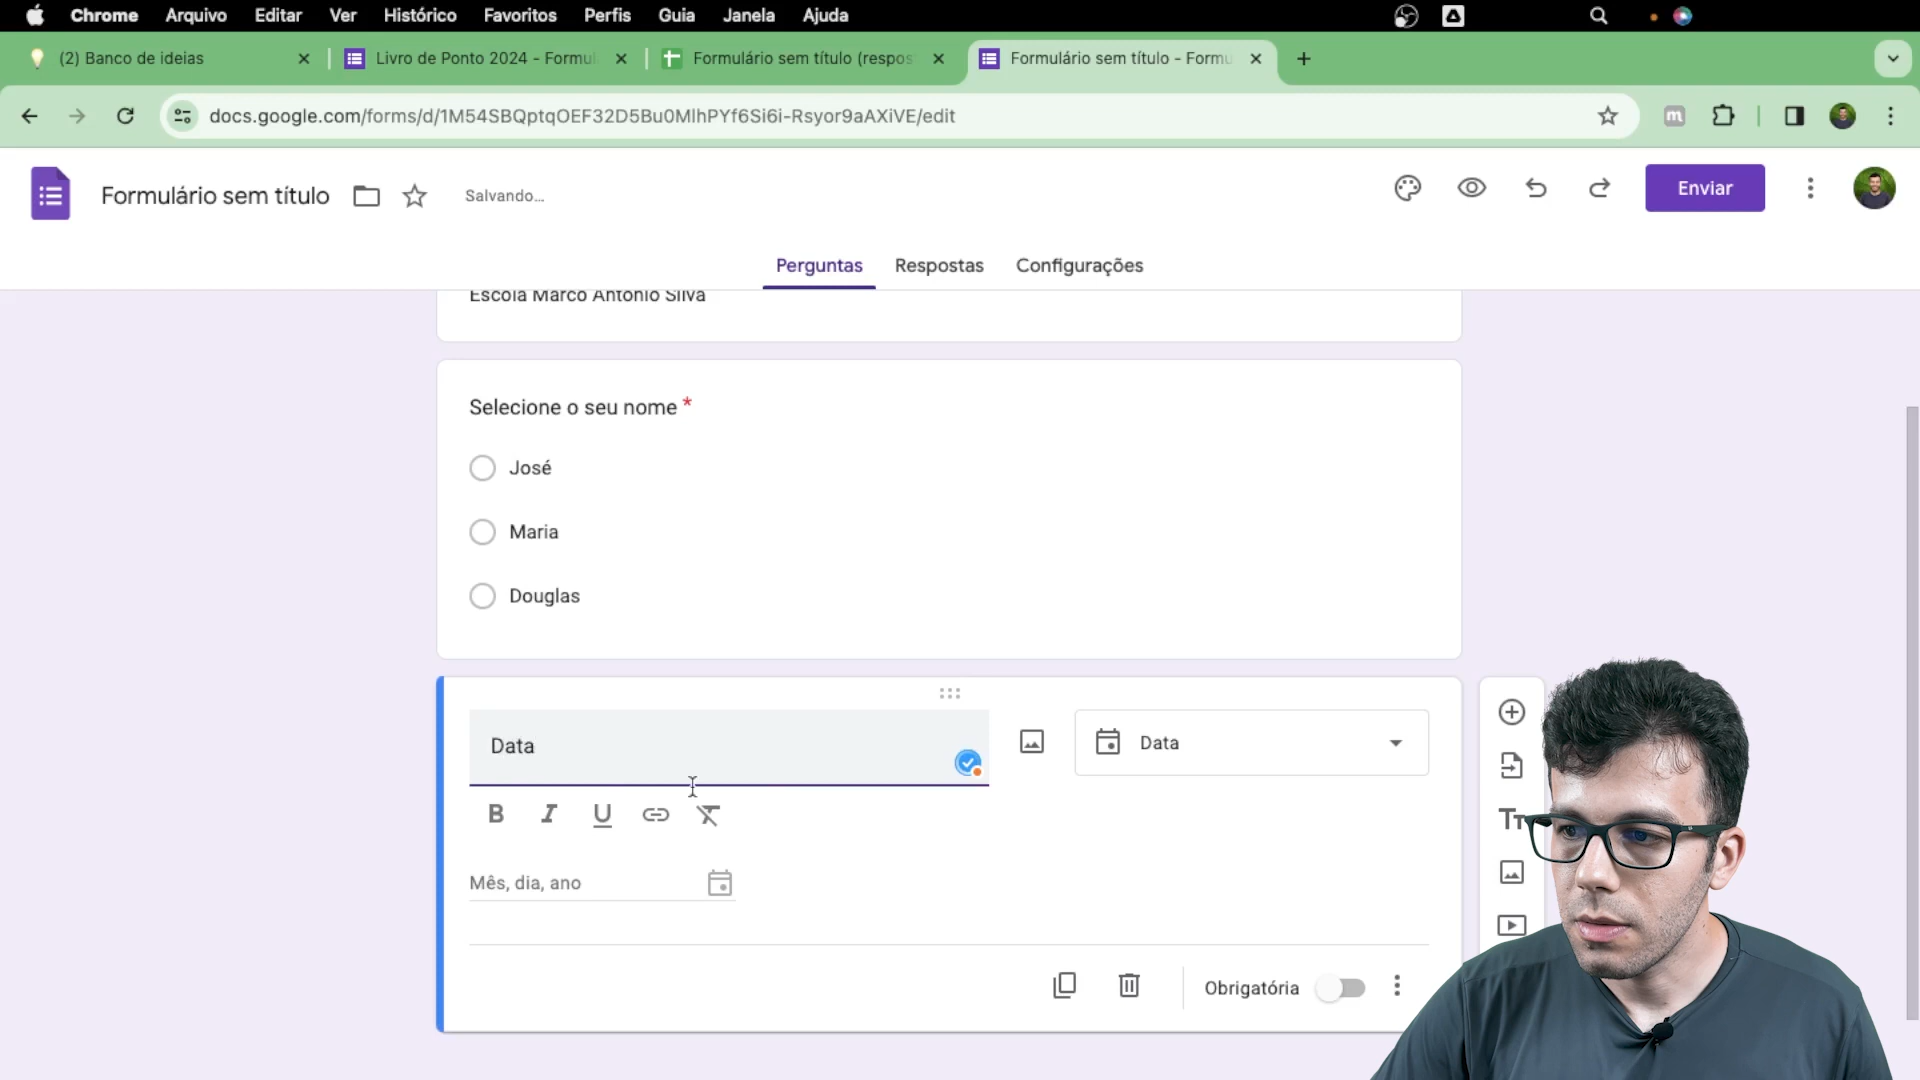 Chrome Arquivo Editar Ver Histórico Favoritos Perfis Guia Janela Ajuda
(2) Banco de ideias
Livro de Ponto 2024 - Formul
Formulário sem título (respos
Formulário sem título - Formu
docs.google.com/forms/d/1M54SBQptqOEF32D5Bu0MlhPYf6Si6i-Rsyor9aAXiVE/edit
m
Formulário sem título
Salvando...
Enviar
Perguntas Respostas Configurações
Escola Marco Antonio Silva
Selecione o seu nome *
José
Maria
Douglas
Data
Data
B I U
Mês, dia, ano
Obrigatória
Tт